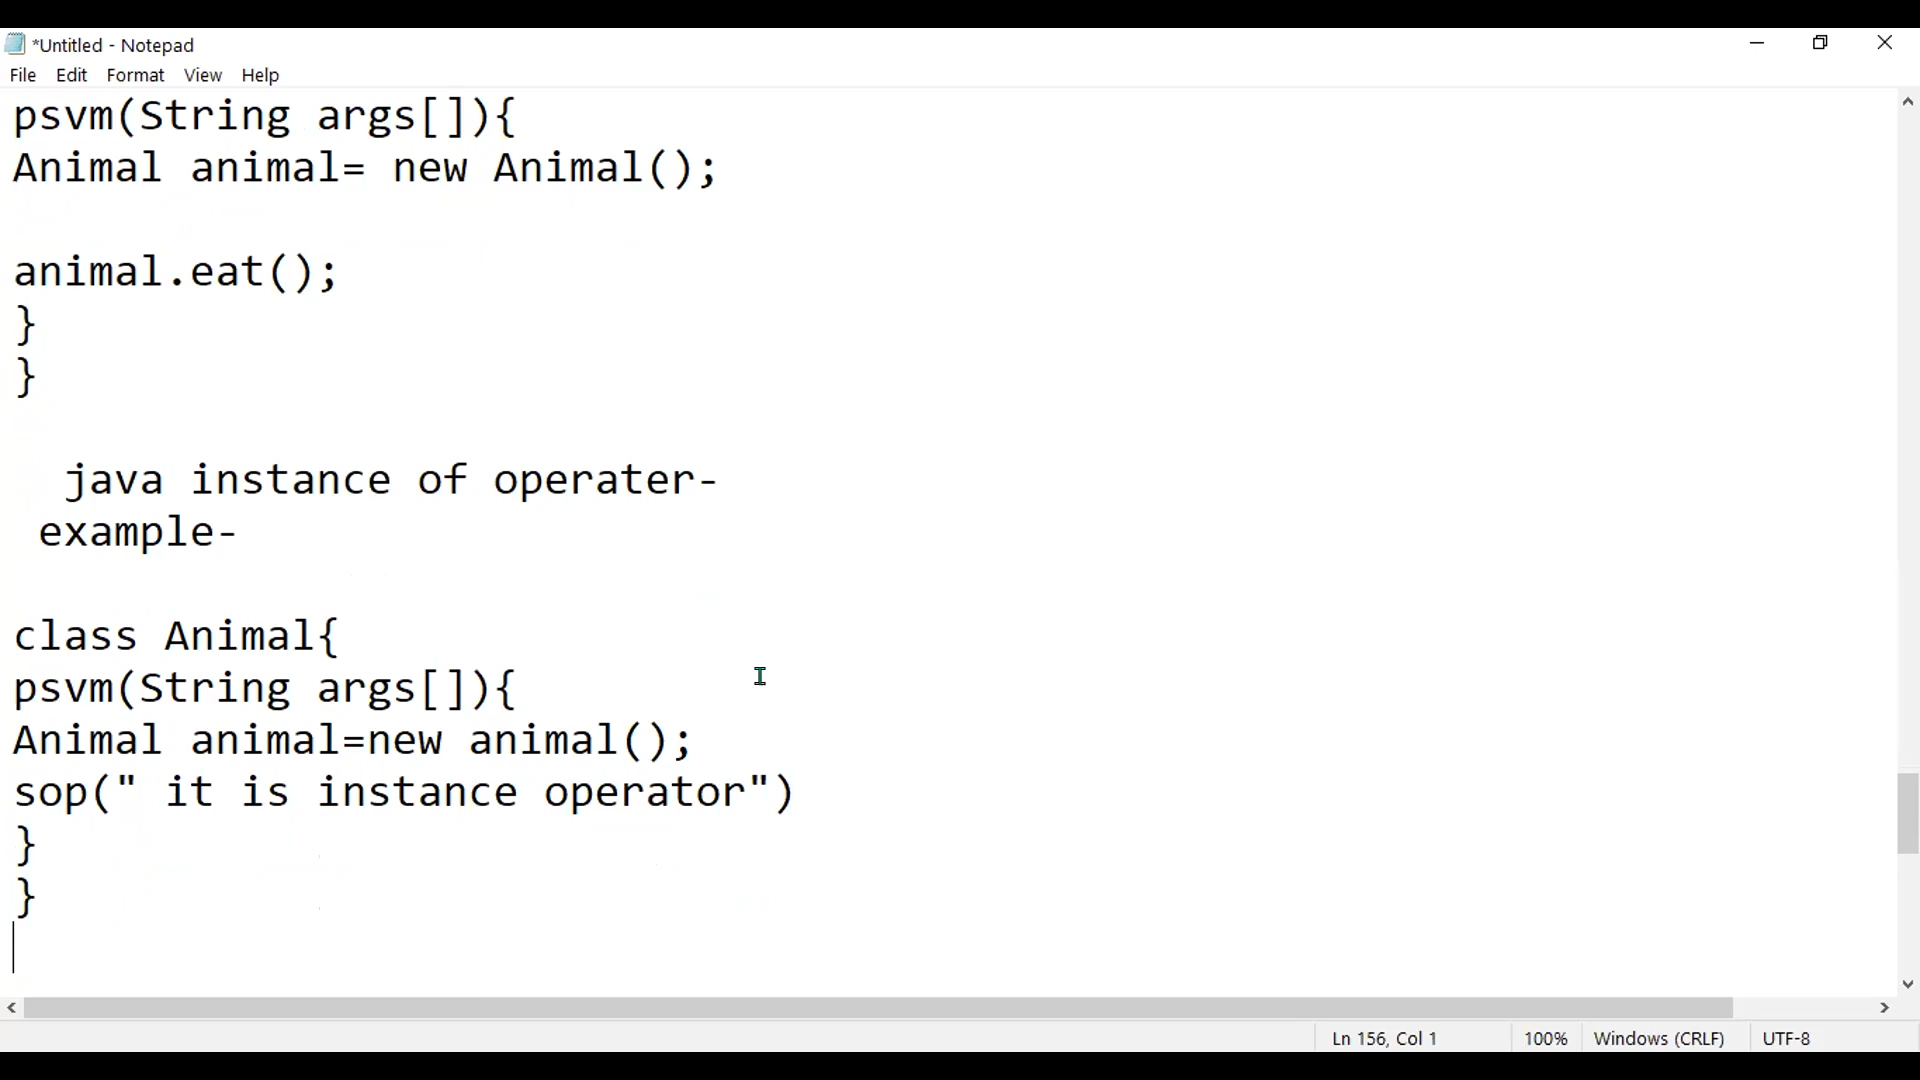 *Untitled - Notepad
File Edit Format View Help
psvm(String args[]){
Animal animal= new Animal();
animal.eat();
}
}
java instance of operater-
example-
class Animal{
psvm(String args[]){
Animal animal=new animal();
sop(" it is instance operator")
}
}
Ln 156, Col 1 100% Windows (CRLF) UTF-8